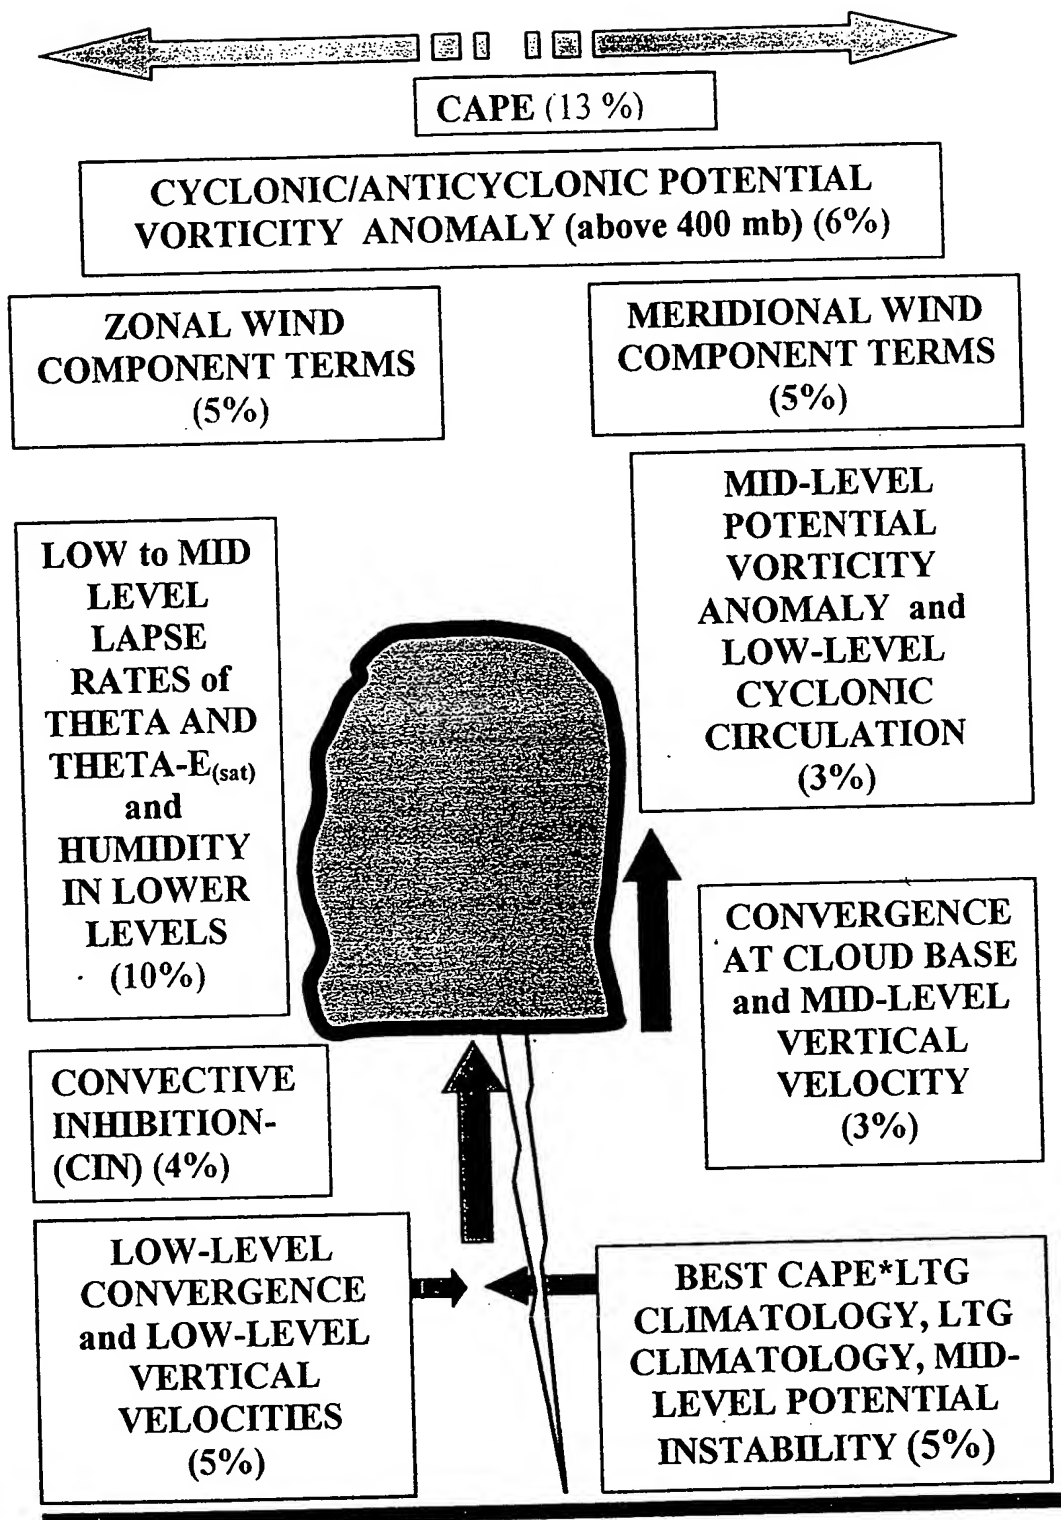 CAPE (13 %)
CYCLONIC/ANTICYCLONIC POTENTIAL
VORTICITY ANOMALY (above 400 mb) (6%)
ZONAL WIND
COMPONENT TERMS
(5%)
MERIDIONAL WIND
COMPONENT TERMS
(5%)
LOW to MID
LEVEL
LAPSE
RATES of
THETA AND
THETA-E(sat)
and
HUMIDITY
IN LOWER
LEVELS
(10%)
MID-LEVEL
POTENTIAL
VORTICITY
ANOMALY and
LOW-LEVEL
CYCLONIC
CIRCULATION
(3%)
CONVERGENCE
AT CLOUD BASE
and MID-LEVEL
VERTICAL
VELOCITY
(3%)
CONVECTIVE
INHIBITION-
(CIN) (4%)
LOW-LEVEL
CONVERGENCE
and LOW-LEVEL
VERTICAL
VELOCITIES
(5%)
BEST CAPE*LTG
CLIMATOLOGY, LTG
CLIMATOLOGY, MID-
LEVEL POTENTIAL
INSTABILITY (5%)